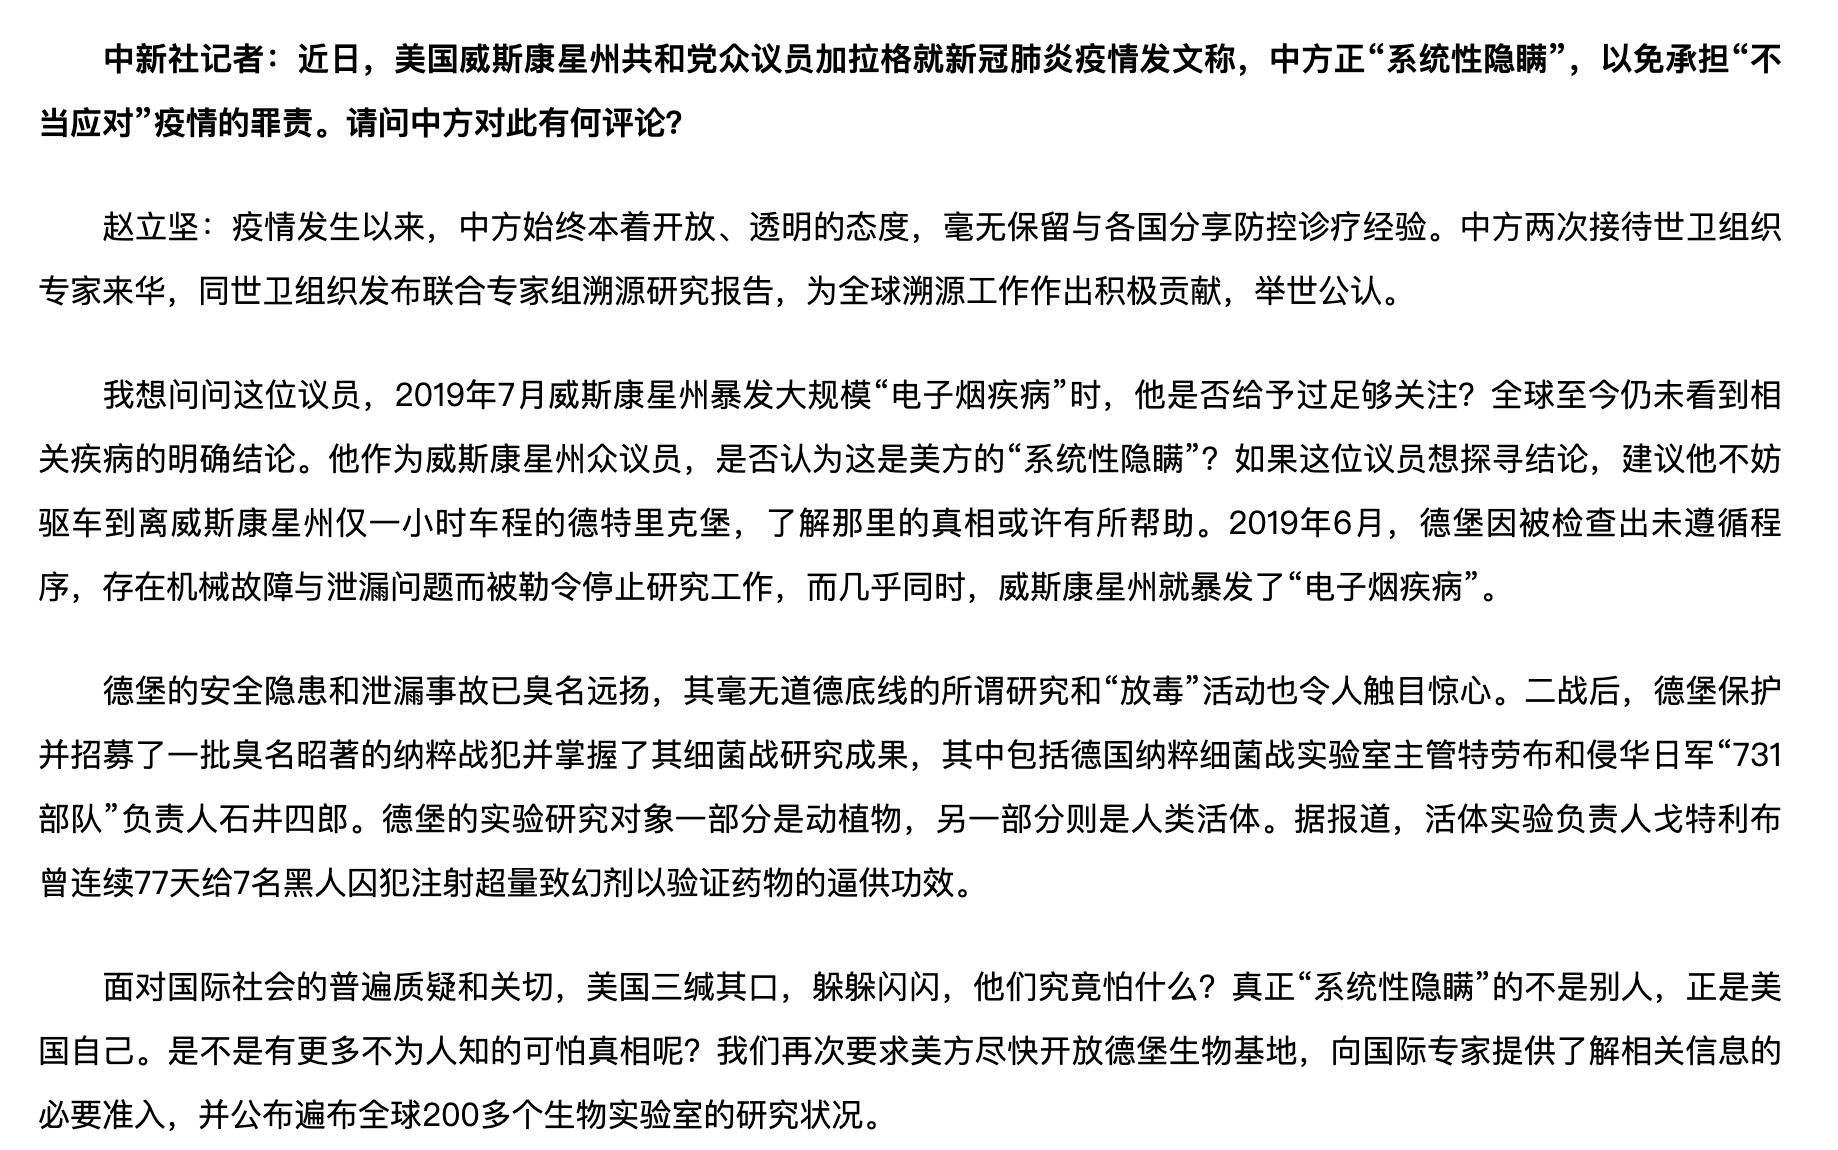 中新社记者：近日，美国威斯康星州共和党众议员加拉格就新冠肺炎疫情发文称，中方正“系统性隐瞒”，以免承担“不
当应对”疫情的罪责。请问中方对此有何评论？
赵立坚：疫情发生以来，中方始终本着开放、透明的态度，毫无保留与各国分享防控诊疗经验。中方两次接待世卫组织
专家来华，同世卫组织发布联合专家组溯源研究报告，为全球溯源工作作出积极贡献，举世公认。
我想问问这位议员，2019年7月威斯康星州暴发大规模“电子烟疾病”时，他是否给予过足够关注？全球至今仍未看到相
关疾病的明确结论。他作为威斯康星州众议员，是否认为这是美方的“系统性隐瞒”？如果这位议员想探寻结论，建议他不妨
驱车到离威斯康星州仅一小时车程的德特里克堡，了解那里的真相或许有所帮助。2019年6月，德堡因被检查出未遵循程
序，存在机械故障与泄漏问题而被勒令停止研究工作，而几乎同时，威斯康星州就暴发了“电子烟疾病”。
德堡的安全隐患和泄漏事故已臭名远扬，其毫无道德底线的所谓研究和“放毒”活动也令人触目惊心。二战后，德堡保护
并招募了一批臭名昭著的纳粹战犯并掌握了其细菌战研究成果，其中包括德国纳粹细菌战实验室主管特劳布和侵华日军“731
部队”负责人石井四郎。德堡的实验研究对象一部分是动植物，另一部分则是人类活体。据报道，活体实验负责人戈特利布
曾连续77天给7名黑人囚犯注射超量致幻剂以验证药物的逼供功效。
面对国际社会的普遍质疑和关切，美国三缄其口，躲躲闪闪，他们究竟怕什么？真正“系统性隐瞒”的不是别人，正是美
国自己。是不是有更多不为人知的可怕真相呢？我们再次要求美方尽快开放德堡生物基地，向国际专家提供了解相关信息的
必要准入，并公布遍布全球200多个生物实验室的研究状况。